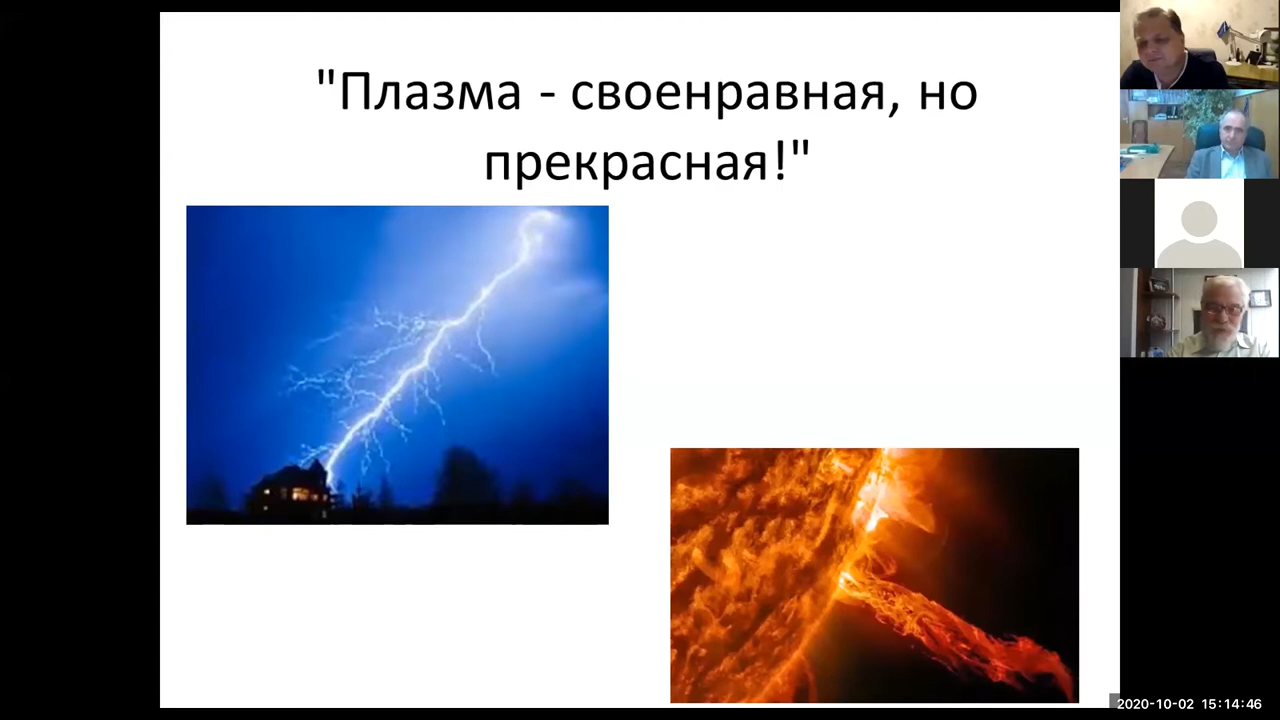 "Плазма - своенравная, но
прекрасная!"
2020-10-02 15:14:46